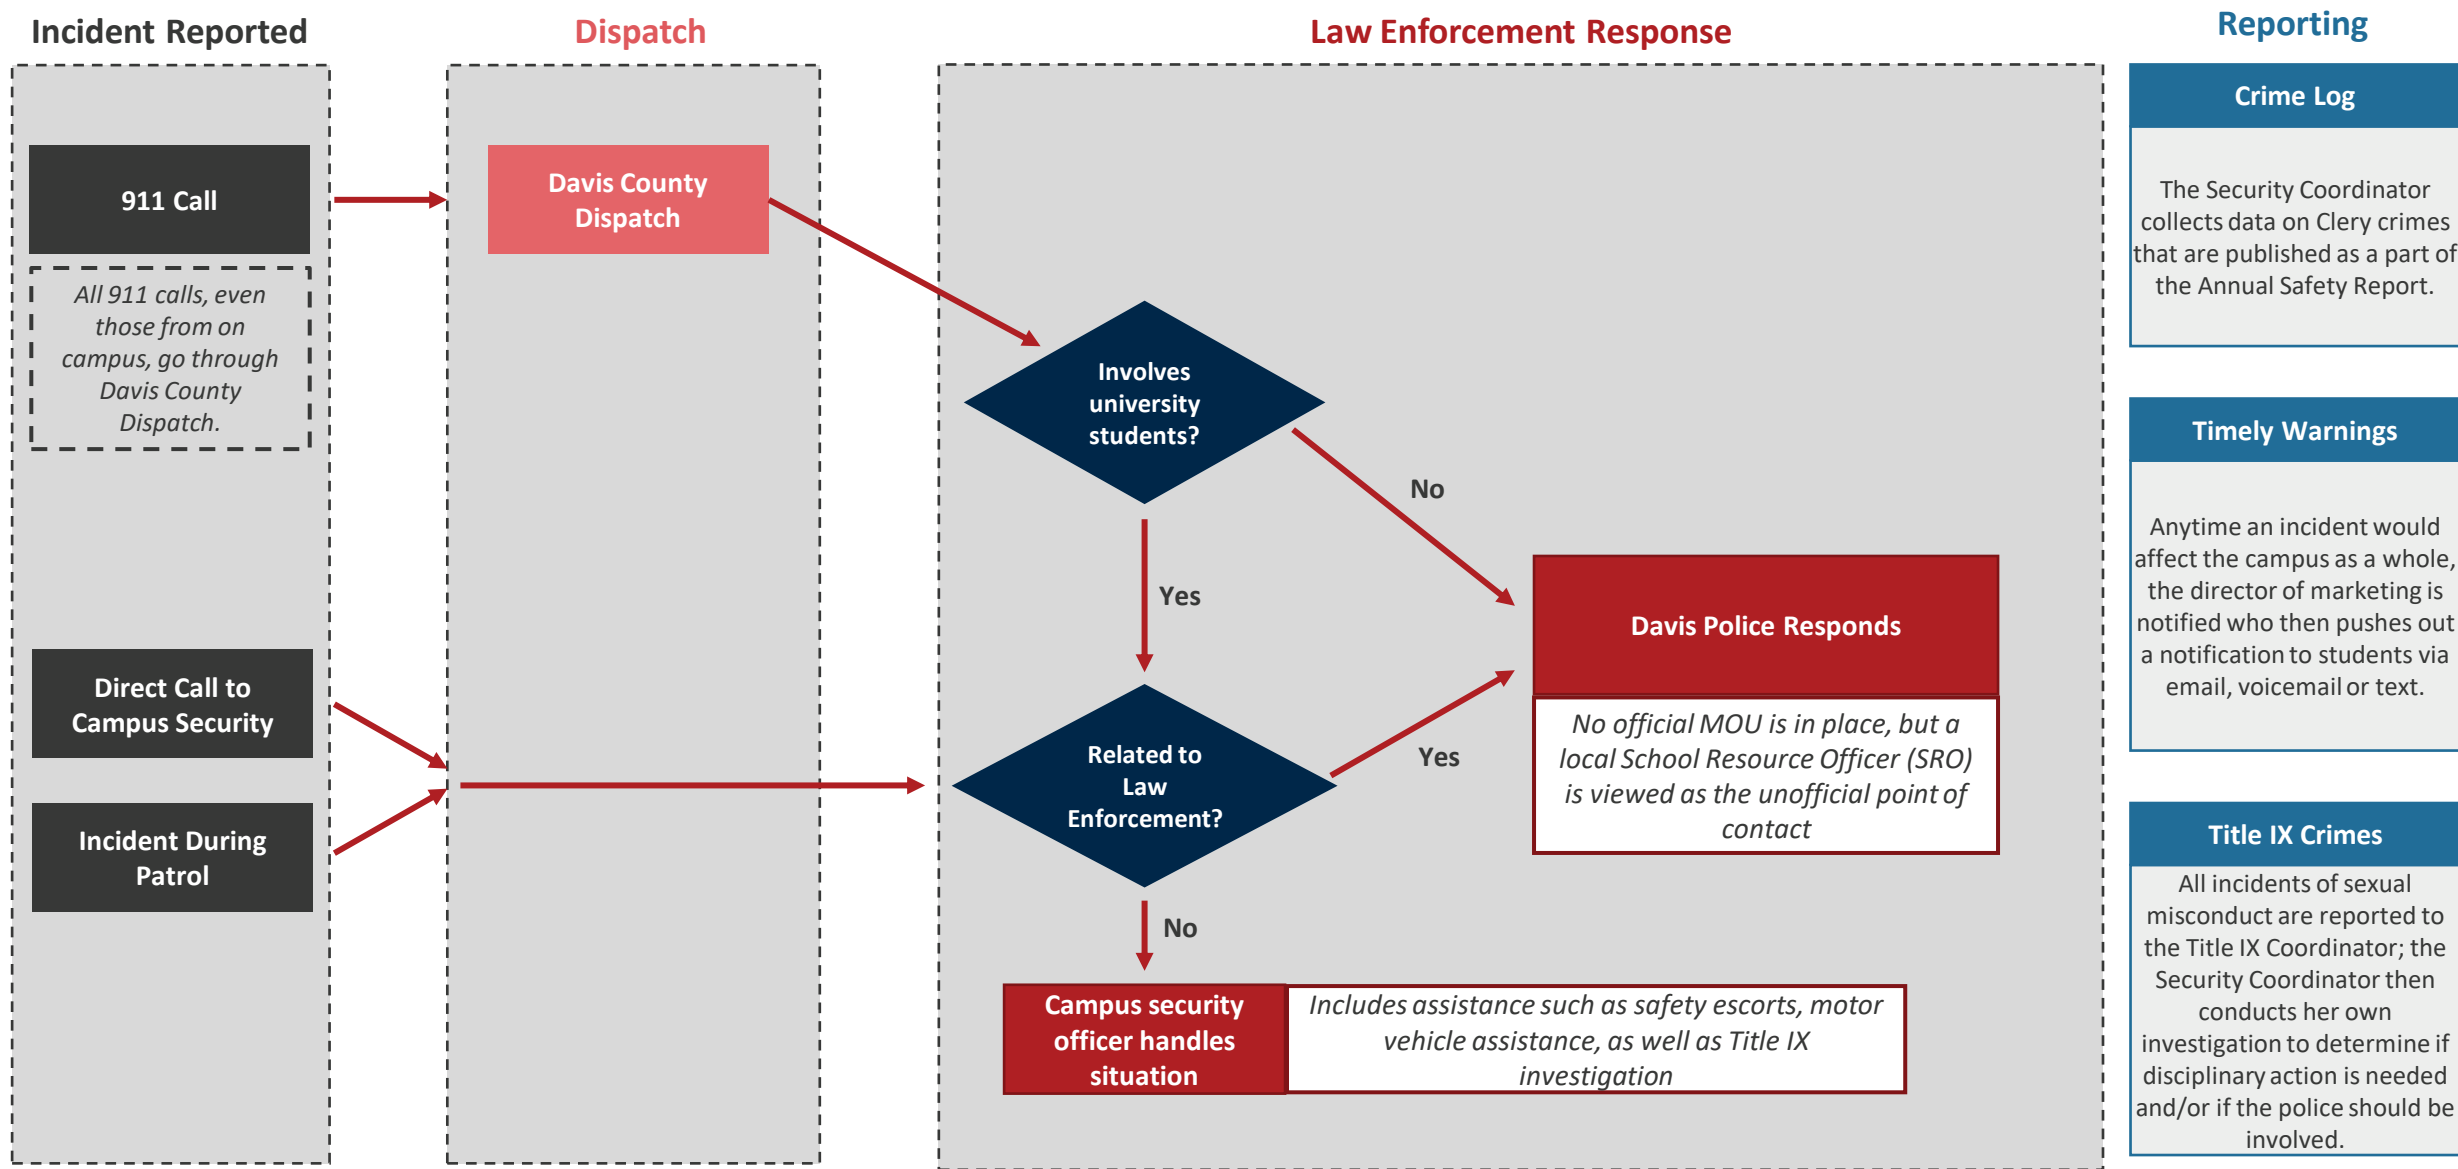 Incident Reported
Dispatch
Law Enforcement Response
Reporting
911 Call
All 911 calls, even
those from on
campus, go through
Davis County
Dispatch.
Direct Call to
Campus Security
Incident During
Patrol
Davis County
Dispatch
Involves
university
students?
No
Yes
Related to
Law
Enforcement?
Yes
No
Davis Police Responds
No official MOU is in place, but a
local School Resource Officer (SRO)
is viewed as the unofficial point of
contact
Campus security
officer handles
situation
Includes assistance such as safety escorts, motor
vehicle assistance, as well as Title IX
investigation
Crime Log
The Security Coordinator
collects data on Clery crimes
that are published as a part of
the Annual Safety Report.
Timely Warnings
Anytime an incident would
affect the campus as a whole,
the director of marketing is
notified who then pushes out
a notification to students via
email, voicemail or text.
Title IX Crimes
All incidents of sexual
misconduct are reported to
the Title IX Coordinator; the
Security Coordinator then
conducts her own
investigation to determine if
disciplinary action is needed
and/or if the police should be
involved.